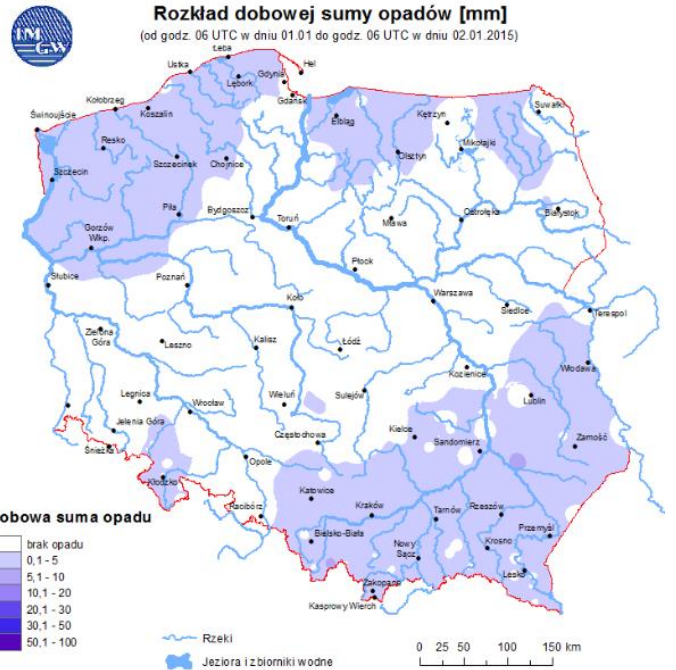 IM
GW
Rozkład dobowej sumy opadów [mm]
(od godz. 06 UTC w dniu 01.01 do godz. 06 UTC w dniu 02.01.2015)
Łeba
Hel
Ustka
Gdynia
Lębork
Gdańsk
Kołobrzeg
Koszalin
Świnoujście
Elbląg
Kętrzyn
Suwałki
Resko
Szczecinek
Chojnice
Olsztyn
Mikołajki
Szczecin
Piła
Bydgoszcz
Toruń
Mława
Ostrołęka
Białystok
Gorzów
Wlkp.
Płock
Słubice
Poznań
Koło
Warszawa
Siedlce
Terespol
Zielona
Góra
Leszno
Kalisz
Łódź
Kozienice
Włodawa
Legnica
Wrocław
Wieluń
Sulejów
Lublin
Jelenia Góra
Częstochowa
Kielce
Sandomierz
Zamość
Śnieżka
Opole
Kłodzko
Katowice
Racibórz
Kraków
Tarnów
Rzeszów
Przemyśl
Bielsko-Biała
Nowy
Sącz
Krosno
Lesko
Zakopane
Kasprowy Wierch
obowa suma opadu
brak opadu
0,1 - 5
5,1 - 10
10,1 - 20
20,1 - 30
30,1 - 50
50,1 - 100
Rzeki
Jeziora i zbiorniki wodne
0 25 50 100 150 km